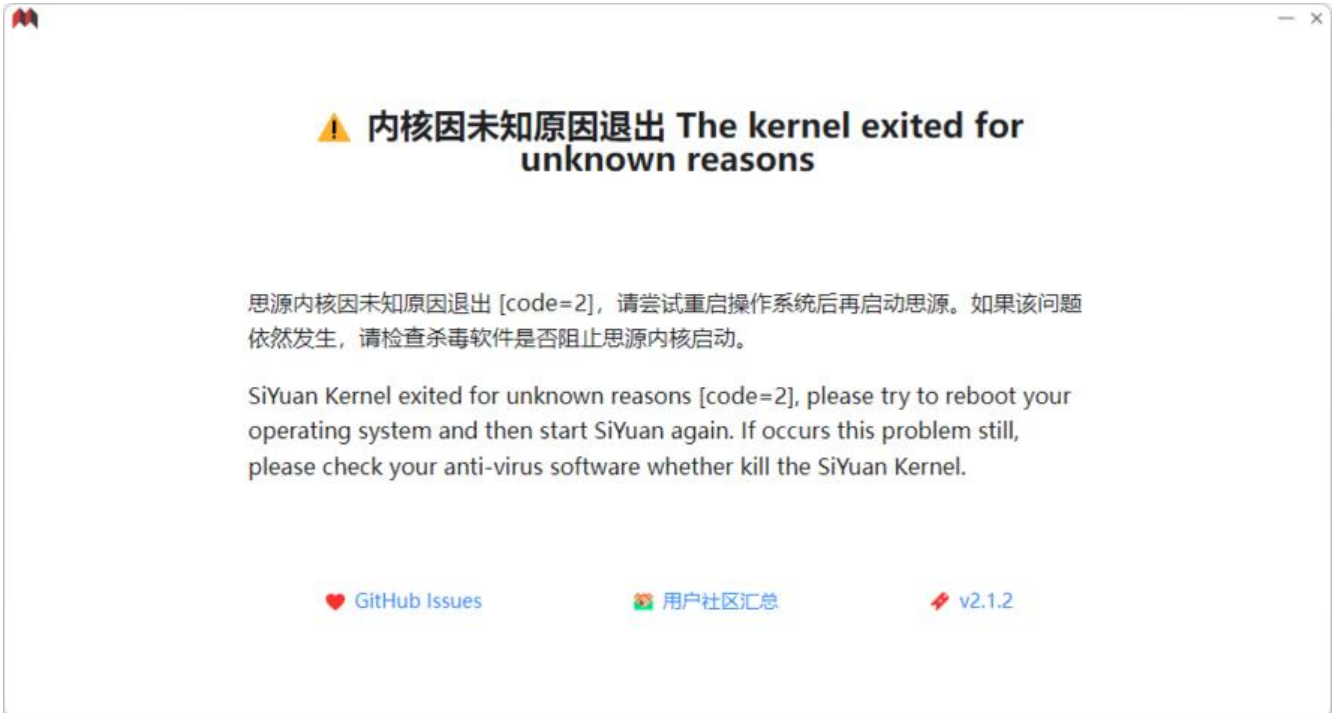 内核因未知原因退出 The kernel exited for
unknown reasons
思源内核因未知原因退出 [code=2]，请尝试重启操作系统后再启动思源。如果该问题
依然发生，请检查杀毒软件是否阻止思源内核启动。
SiYuan Kernel exited for unknown reasons [code=2], please try to reboot your
operating system and then start SiYuan again. If occurs this problem still,
please check your anti-virus software whether kill the SiYuan Kernel.
GitHub Issues 用户社区汇总 v2.1.2